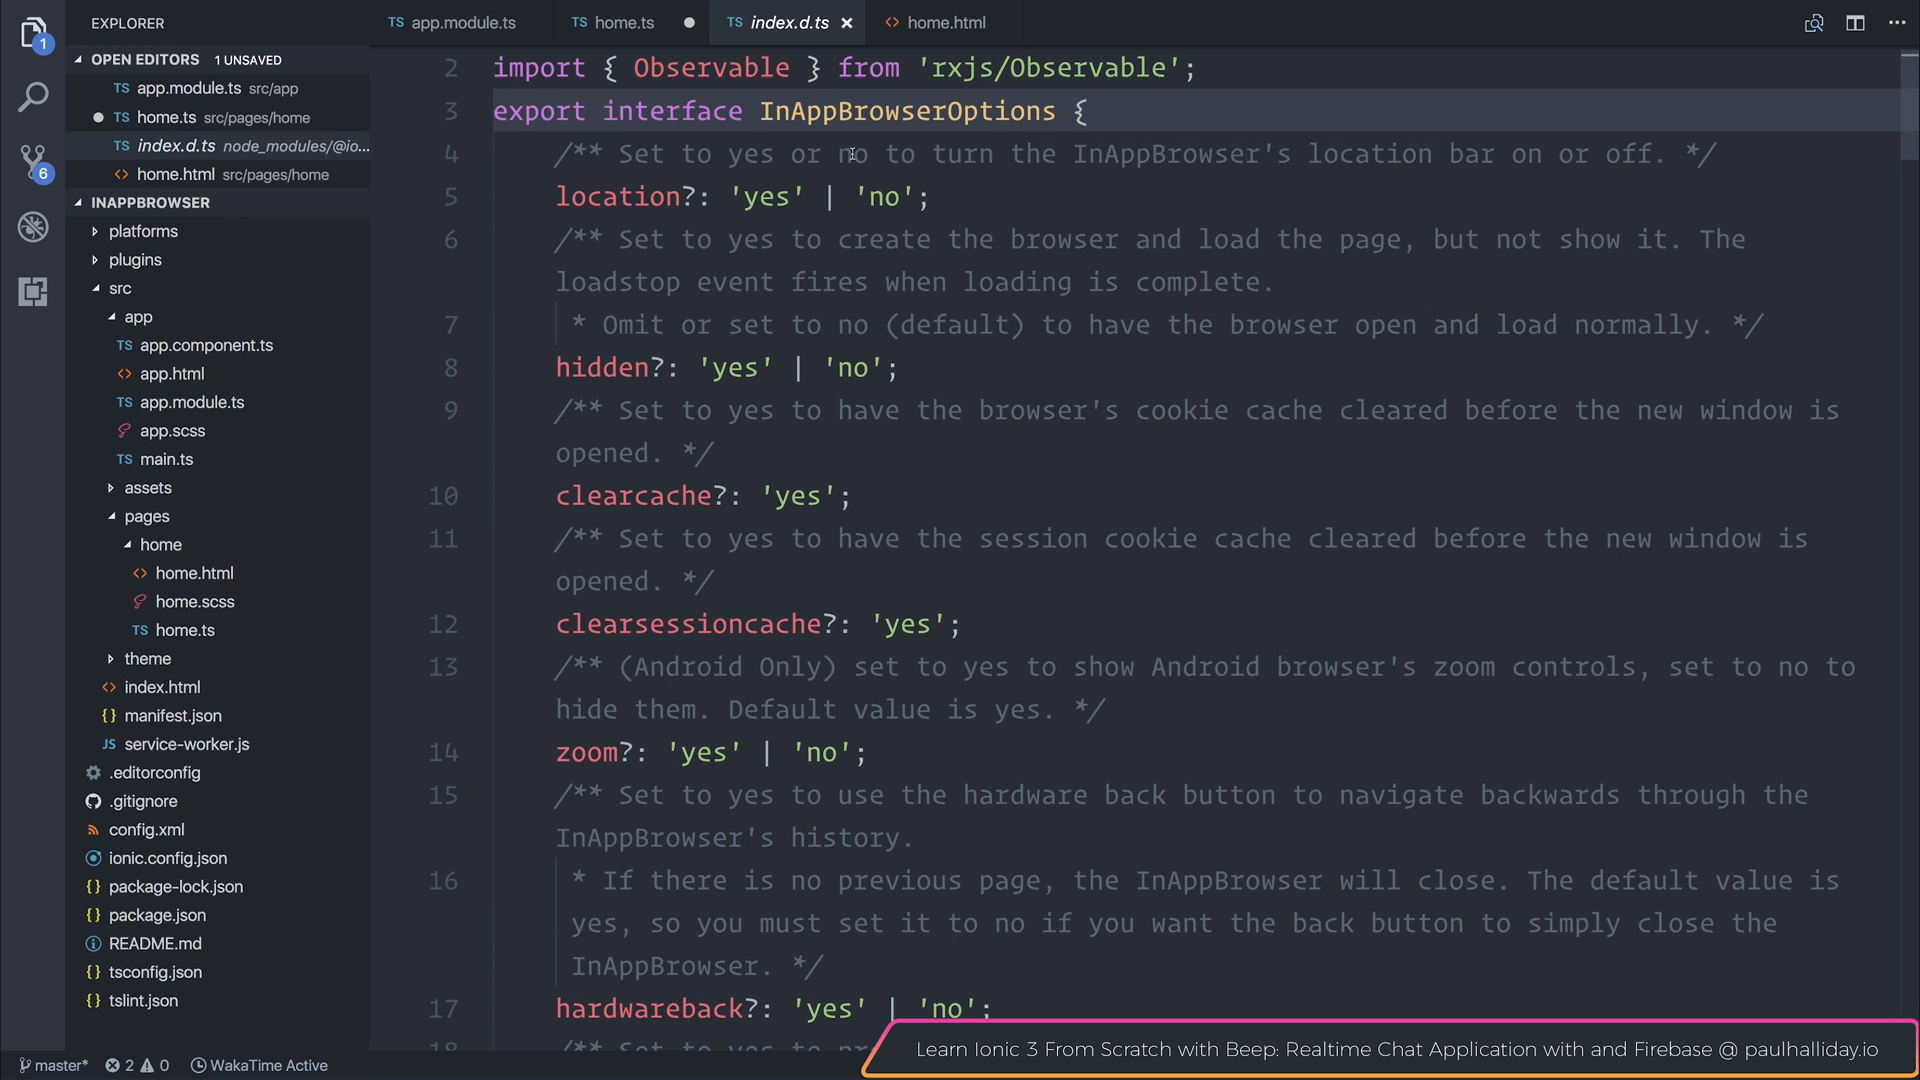 EXPLORER
TS app.module.ts
TS home.ts
TS index.d.ts
<> home.html
1
OPEN EDITORS 1 UNSAVED
TS app.module.ts src/app
TS home.ts src/pages/home
TS index.d.ts node_modules/@io...
<> home.html src/pages/home
6
INAPPBROWSER
platforms
plugins
src
app
TS app.component.ts
<> app.html
TS app.module.ts
app.scss
TS main.ts
assets
pages
home
<> home.html
home.scss
TS home.ts
theme
<> index.html
{} manifest.json
JS service-worker.js
.editorconfig
.gitignore
config.xml
ionic.config.json
{} package-lock.json
{} package.json
README.md
{} tsconfig.json
{} tslint.json
2 import { Observable } from 'rxjs/Observable';
3 export interface InAppBrowserOptions {
4 /** Set to yes or no to turn the InAppBrowser's location bar on or off. */
5 location?: 'yes' | 'no';
6 /** Set to yes to create the browser and load the page, but not show it. The
loadstop event fires when loading is complete.
7 * Omit or set to no (default) to have the browser open and load normally. */
8 hidden?: 'yes' | 'no';
9 /** Set to yes to have the browser's cookie cache cleared before the new window is
opened. */
10 clearcache?: 'yes';
11 /** Set to yes to have the session cookie cache cleared before the new window is
opened. */
12 clearsessioncache?: 'yes';
13 /** (Android Only) set to yes to show Android browser's zoom controls, set to no to
hide them. Default value is yes. */
14 zoom?: 'yes' | 'no';
15 /** Set to yes to use the hardware back button to navigate backwards through the
InAppBrowser's history.
16 * If there is no previous page, the InAppBrowser will close. The default value is
yes, so you must set it to no if you want the back button to simply close the
InAppBrowser. */
17 hardwareback?: 'yes' | 'no';
18 /** Set to yes to
master* 2 0 WakaTime Active
Learn Ionic 3 From Scratch with Beep: Realtime Chat Application with and Firebase @ paulhalliday.io